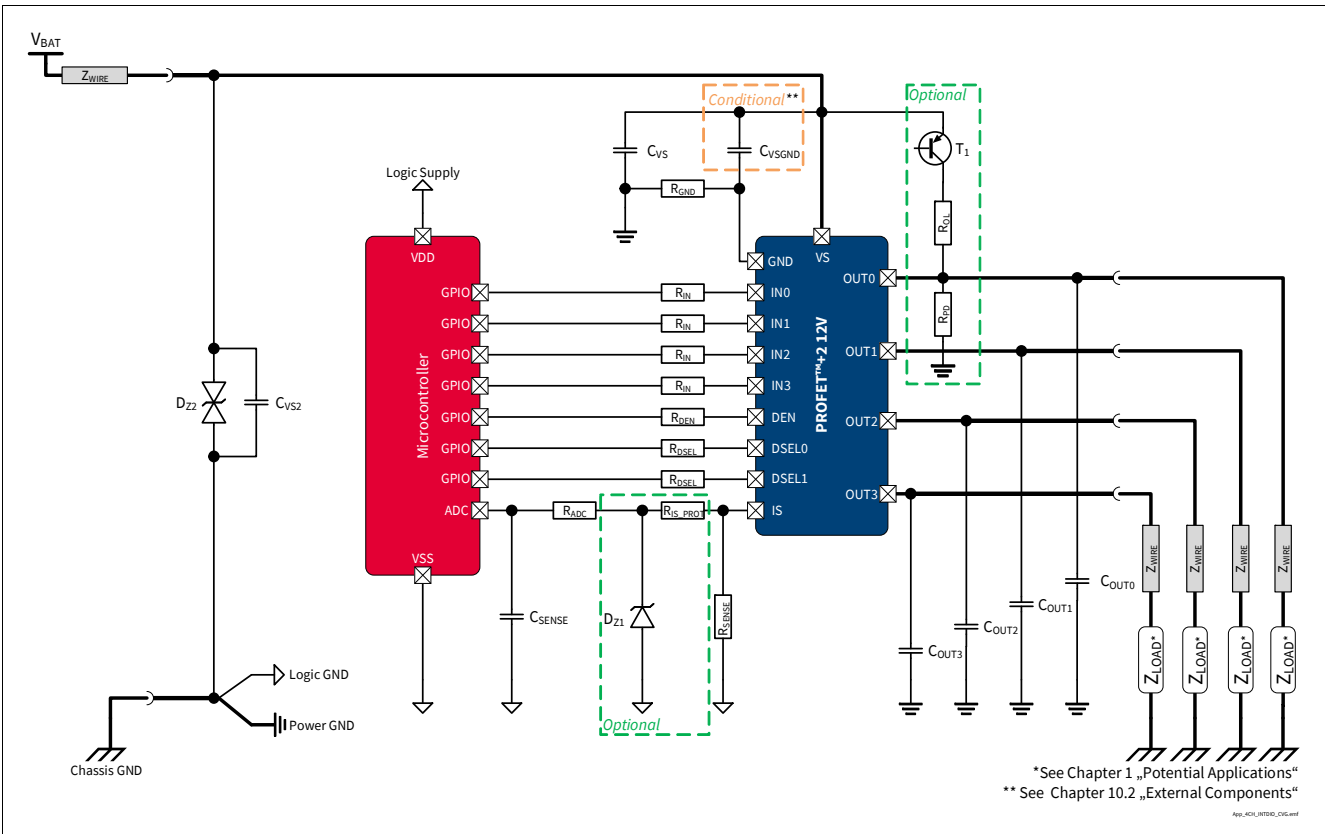 VBAT
ZWIRE
Conditional**
Optional
CVS
CVSGND
T1
Logic Supply
RGND
ROL
VDD
GND
VS
OUT0
GPIO
RIN
IN0
RPD
GPIO
RIN
IN1
OUT1
GPIO
RIN
IN2
GPIO
RIN
IN3
Microcontroller
PROFET™+2 12V
DZ2
CVS2
GPIO
RDEN
DEN
OUT2
GPIO
RDSEL
DSEL0
GPIO
RDSEL
DSEL1
OUT3
ADC
RADC
RIS_PROT
IS
VSS
ZWIRE
ZWIRE
ZWIRE
ZWIRE
COUT0
CSENSE
DZ1
RSENSE
COUT1
COUT2
COUT3
ZLOAD*
ZLOAD*
ZLOAD*
ZLOAD*
Logic GND
Power GND
Optional
Chassis GND
*See Chapter 1 „Potential Applications“
** See Chapter 10.2 „External Components“
App_4CH_INTDIO_CVG.emf